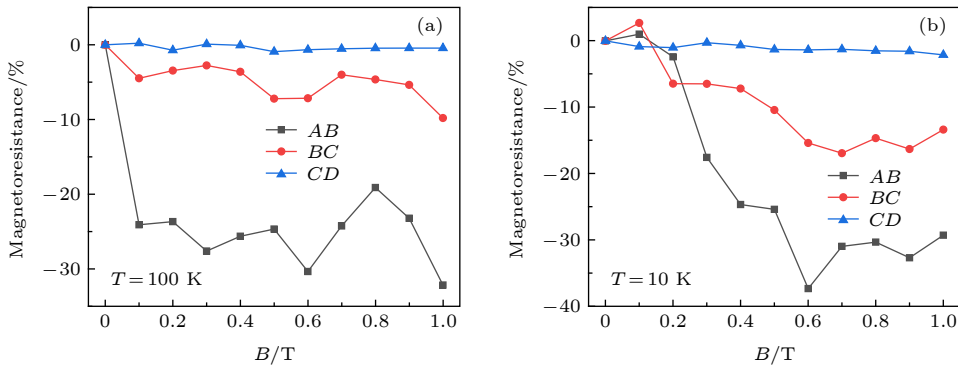 (a)
0
−10
−20
−30
Magnetoresistance/%
AB
BC
CD
T = 100 K
0 0.2 0.4 0.6 0.8 1.0
B/T
(b)
10
0
−10
−20
−30
−40
Magnetoresistance/%
AB
BC
CD
T = 10 K
0 0.2 0.4 0.6 0.8 1.0
B/T